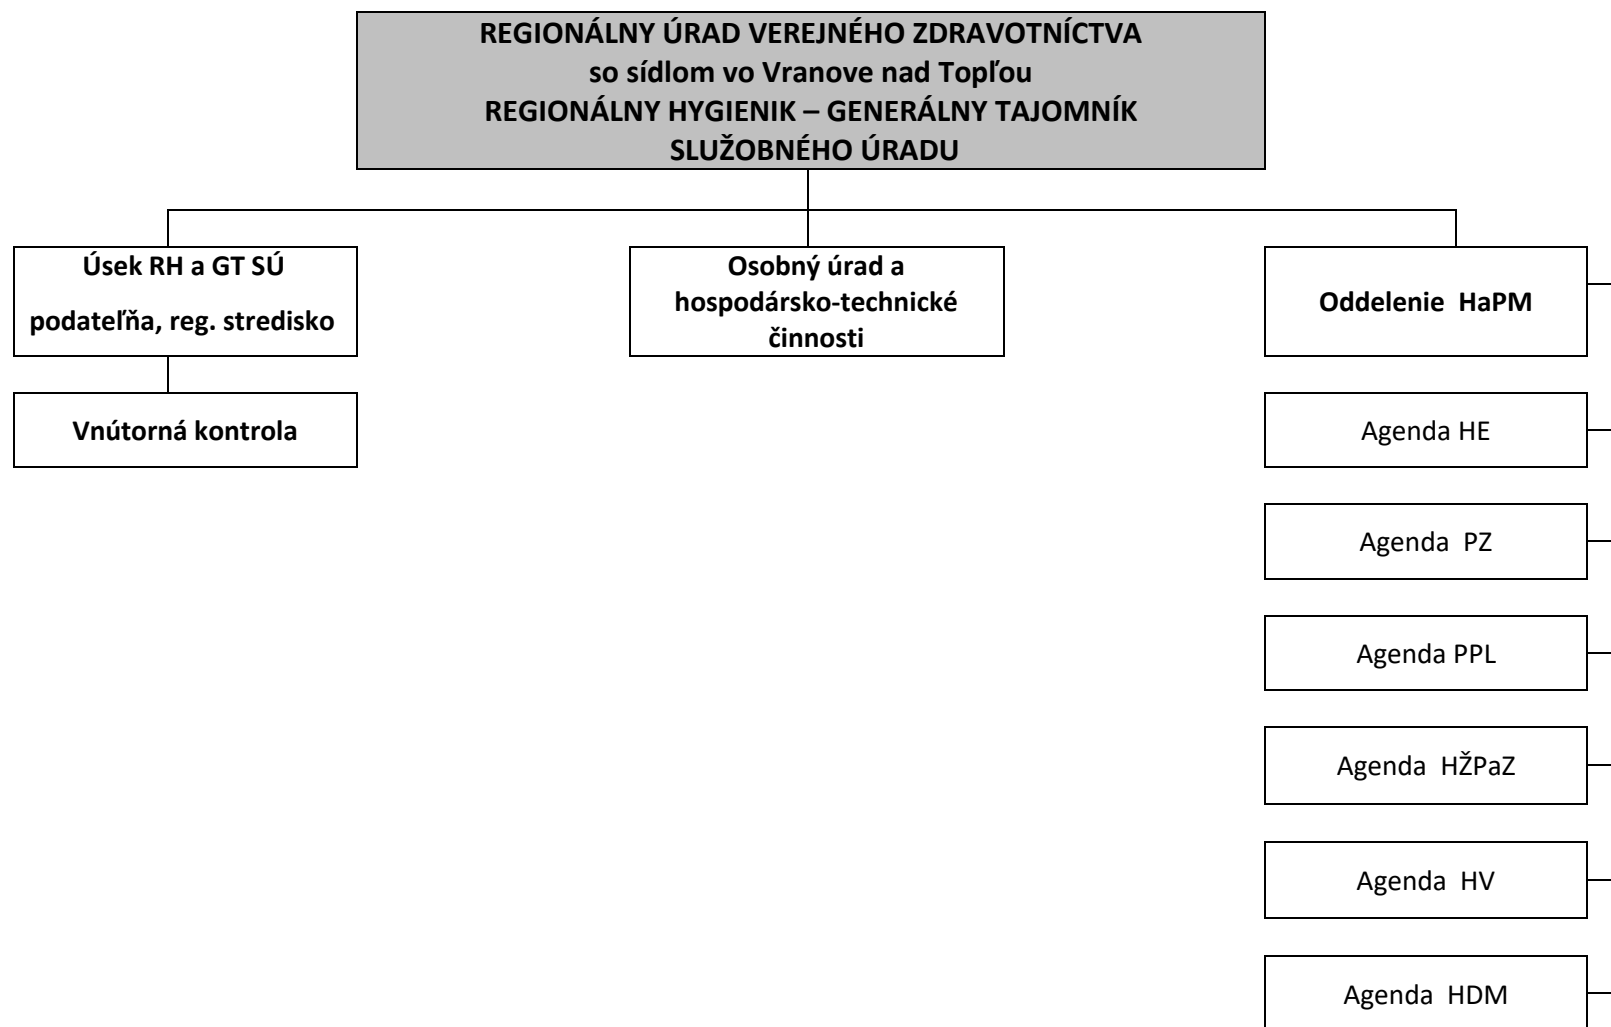 REGIONÁLNY ÚRAD VEREJNÉHO ZDRAVOTNÍCTVA
so sídlom vo Vranove nad Topľou
REGIONÁLNY HYGIENIK – GENERÁLNY TAJOMNÍK
SLUŽOBNÉHO ÚRADU
Úsek RH a GT SÚ
podateľňa, reg. stredisko
Vnútorná kontrola
Osobný úrad a
hospodársko-technické
činnosti
Oddelenie HaPM
Agenda HE
Agenda PZ
Agenda PPL
Agenda HŽPaZ
Agenda HV
Agenda HDM